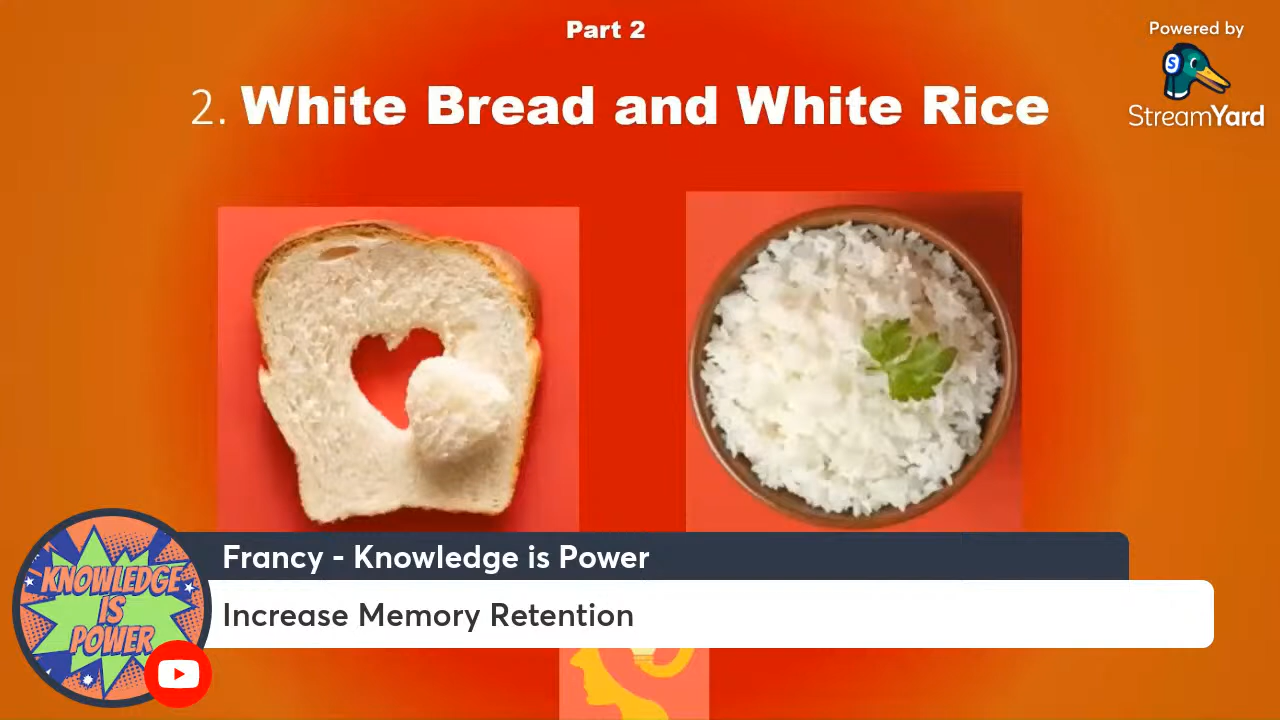 Part 2
Powered by
S
StreamYard
2. White Bread and White Rice
KNOWLEDGE
IS
POWER
Francy - Knowledge is Power
Increase Memory Retention